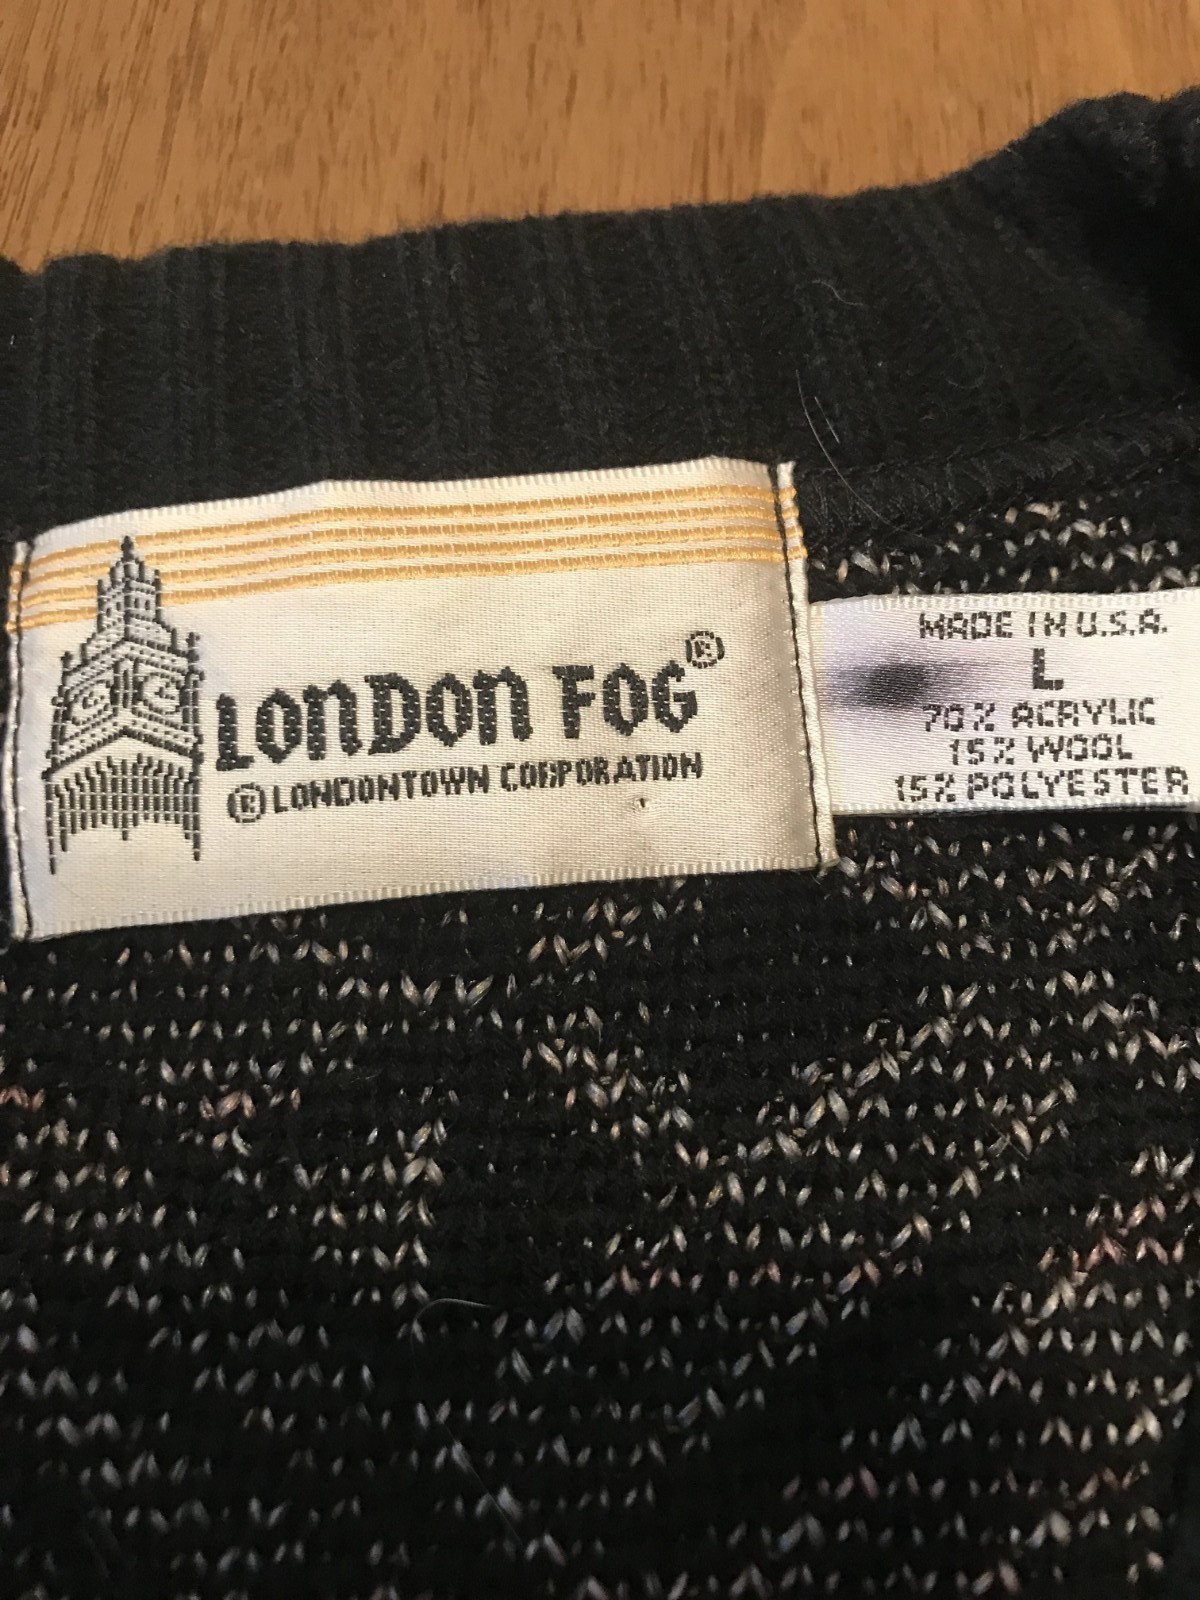 LONDON FOG®
® LONDONTOWN CORPORATION
MADE IN U.S.A.
L
70% ACRYLIC
15% WOOL
15% POLYESTER